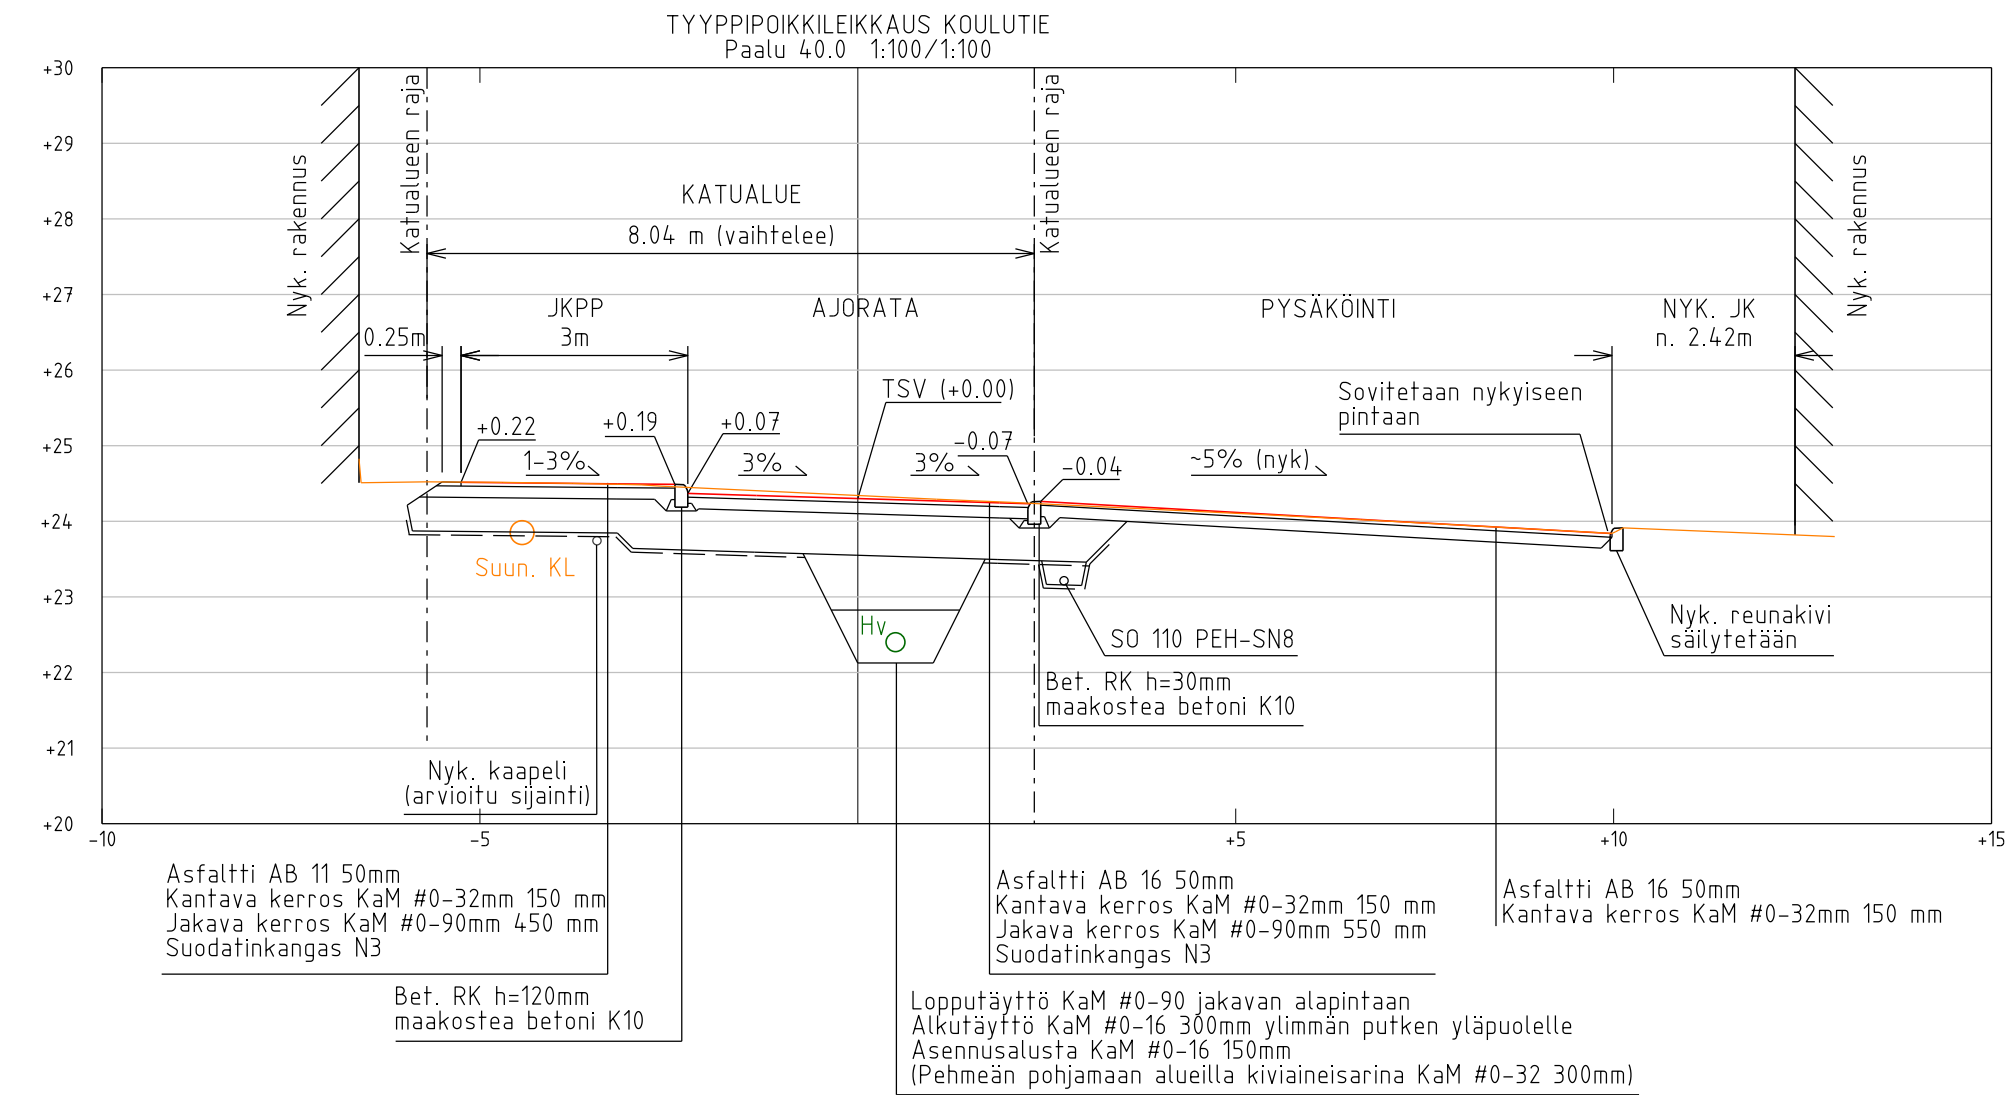 TYYPPIPOIKKILEIKKAUS KOULUTIE
Paalu 40.0 1:100/1:100
+30
+29
+28
+27
+26
+25
+24
+23
+22
+21
+20
-10
-5
+5
+10
+15
Nyk. rakennus
Katualueen raja
Katualueen raja
Nyk. rakennus
KATUALUE
8.04 m (vaihtelee)
JKPP
3m
0.25m
AJORATA
PYSÄKÖINTI
NYK. JK
n. 2.42m
+0.22
+0.19
+0.07
TSV (+0.00)
-0.07
-0.04
1-3%
3%
3%
~5% (nyk)
Sovitetaan nykyiseen
pintaan
Suun. KL
Hv
SO 110 PEH-SN8
Nyk. reunakivi
säilytetään
Bet. RK h=30mm
maakostea betoni K10
Nyk. kaapeli
(arvioitu sijainti)
Asfaltti AB 11 50mm
Kantava kerros KaM #0-32mm 150 mm
Jakava kerros KaM #0-90mm 450 mm
Suodatinkangas N3
Bet. RK h=120mm
maakostea betoni K10
Asfaltti AB 16 50mm
Kantava kerros KaM #0-32mm 150 mm
Jakava kerros KaM #0-90mm 550 mm
Suodatinkangas N3
Asfaltti AB 16 50mm
Kantava kerros KaM #0-32mm 150 mm
Lopputäyttö KaM #0-90 jakavan alapintaan
Alkutäyttö KaM #0-16 300mm ylimmän putken yläpuolelle
Asennusalusta KaM #0-16 150mm
(Pehmeän pohjamaan alueilla kiviaineisarina KaM #0-32 300mm)